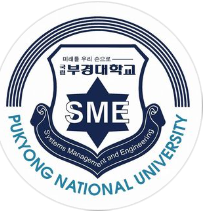 미래를 우리 손으로
국립 부경대학교
SME
Systems Management and Engineering
PUKYONG NATIONAL UNIVERSITY